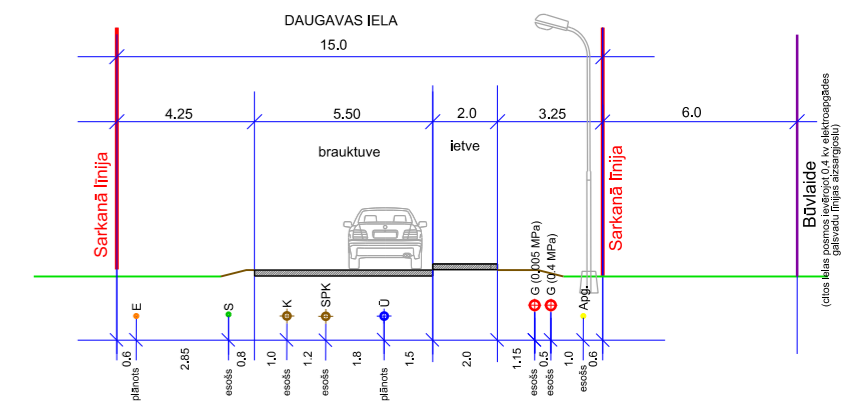 DAUGAVAS IELA
15.0
4.25
5.50
2.0
3.25
6.0
brauktuve
ietve
Sarkanā līnija
Sarkanā līnija
Būvlaide
(citos ielas posmos ievērojot 0.4 kv elektroapgādes
gaisvadu līnijas aizsargjoslu)
E
S
K
SPK
Ū
G (0.005 MPa)
G (0.4 MPa)
Apg.
0.6
2.85
0.8
1.0
1.2
1.8
1.5
2.0
1.15
0.5
1.0
0.6
plānots
esošs
esošs
esošs
plānots
esošs
esošs
esošs